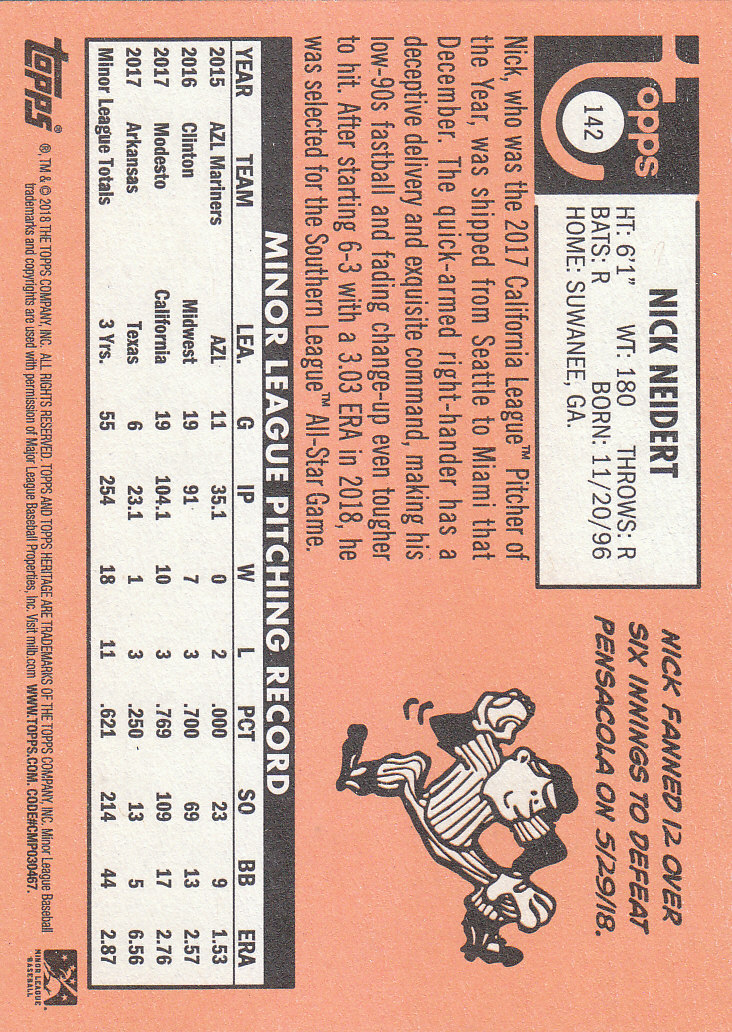 topps
142
NICK NEIDERT
HT: 6'1" WT: 180 THROWS: R
BATS: R BORN: 11/20/96
HOME: SUWANEE, GA.
NICK FANNED 12 OVER
SIX INNINGS TO DEFEAT
PENSACOLA ON 5/29/18.
Nick, who was the 2017 California League™ Pitcher of
the Year, was shipped from Seattle to Miami that
December. The quick-armed right-hander has a
deceptive delivery and exquisite command, making his
low-90s fastball and fading change-up even tougher
to hit. After starting 6-3 with a 3.03 ERA in 2018, he
was selected for the Southern League™ All-Star Game.
MINOR LEAGUE PITCHING RECORD
YEAR TEAM LEA. G IP W L PCT SO BB ERA
2015 AZL Mariners AZL 11 35.1 0 2 .000 23 9 1.53
2016 Clinton Midwest 19 91 7 3 .700 69 13 2.57
2017 Modesto California 19 104.1 10 3 .769 109 17 2.76
2017 Arkansas Texas 6 23.1 1 3 .250 13 5 6.56
Minor League Totals 3 Yrs. 55 254 18 11 .621 214 44 2.87
topps®
®, TM & © 2018 THE TOPPS COMPANY, INC. ALL RIGHTS RESERVED. TOPPS AND TOPPS HERITAGE ARE TRADEMARKS OF THE TOPPS COMPANY, INC. Minor League Baseball
trademarks and copyrights are used with permission of Major League Baseball Properties, Inc. Visit milb.com WWW.TOPPS.COM. CODE#CMP030467.
MINOR LEAGUE
BASEBALL